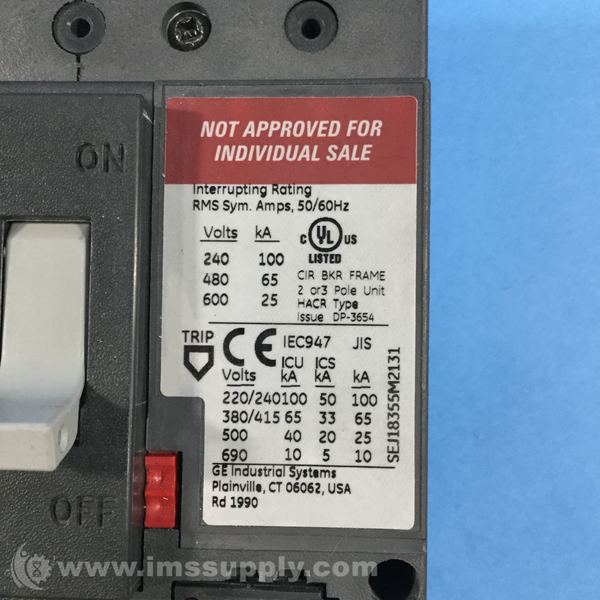 ON
OFF
NOT APPROVED FOR
INDIVIDUAL SALE
Interrupting Rating
RMS Sym. Amps, 50/60Hz
Volts kA
240 100
480 65
600 25
C UL US
LISTED
CIR BKR FRAME
2 or3 Pole Unit
HACR Type
Issue DP-3654
TRIP
CE
IEC947 JIS
ICU ICS
Volts kA kA kA
220/240 100 50 100
380/415 65 33 65
500 40 20 25
690 10 5 10
SEJ18355M2131
GE Industrial Systems
Plainville, CT 06062, USA
Rd 1990
www.imssupply.com